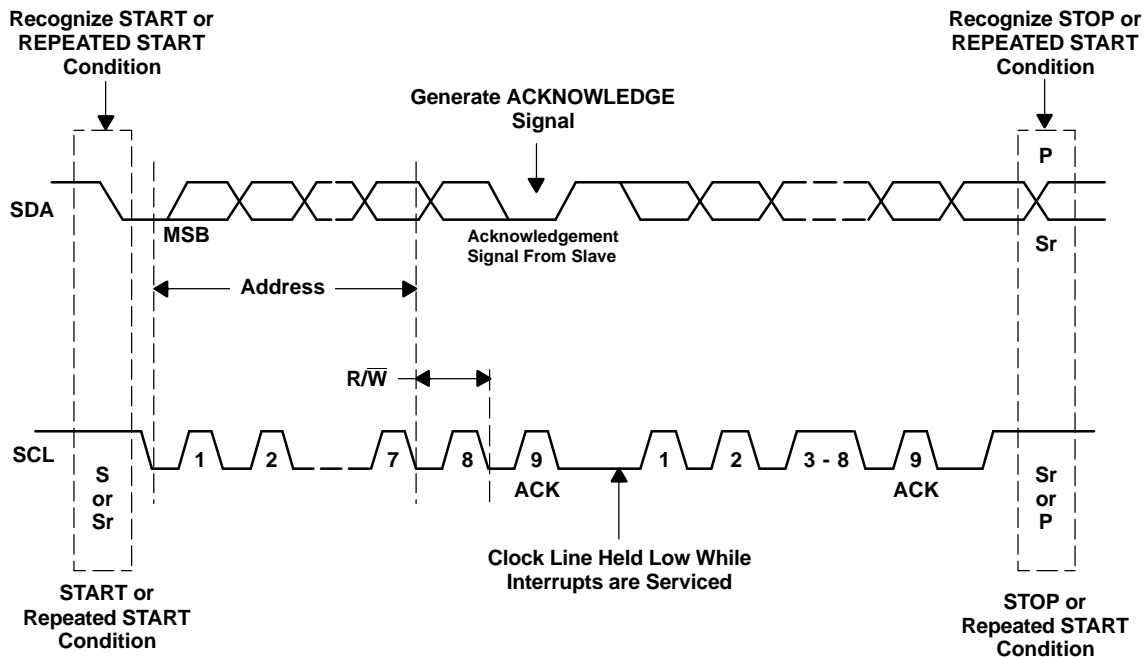 Recognize START or
REPEATED START
Condition
Recognize STOP or
REPEATED START
Condition
Generate ACKNOWLEDGE
Signal
P
SDA
MSB
Acknowledgement
Signal From Slave
Sr
Address
R/W̅
SCL
1
2
7
8
9
1
2
3 - 8
9
ACK
ACK
S
or
Sr
Sr
or
P
Clock Line Held Low While
Interrupts are Serviced
START or
Repeated START
Condition
STOP or
Repeated START
Condition